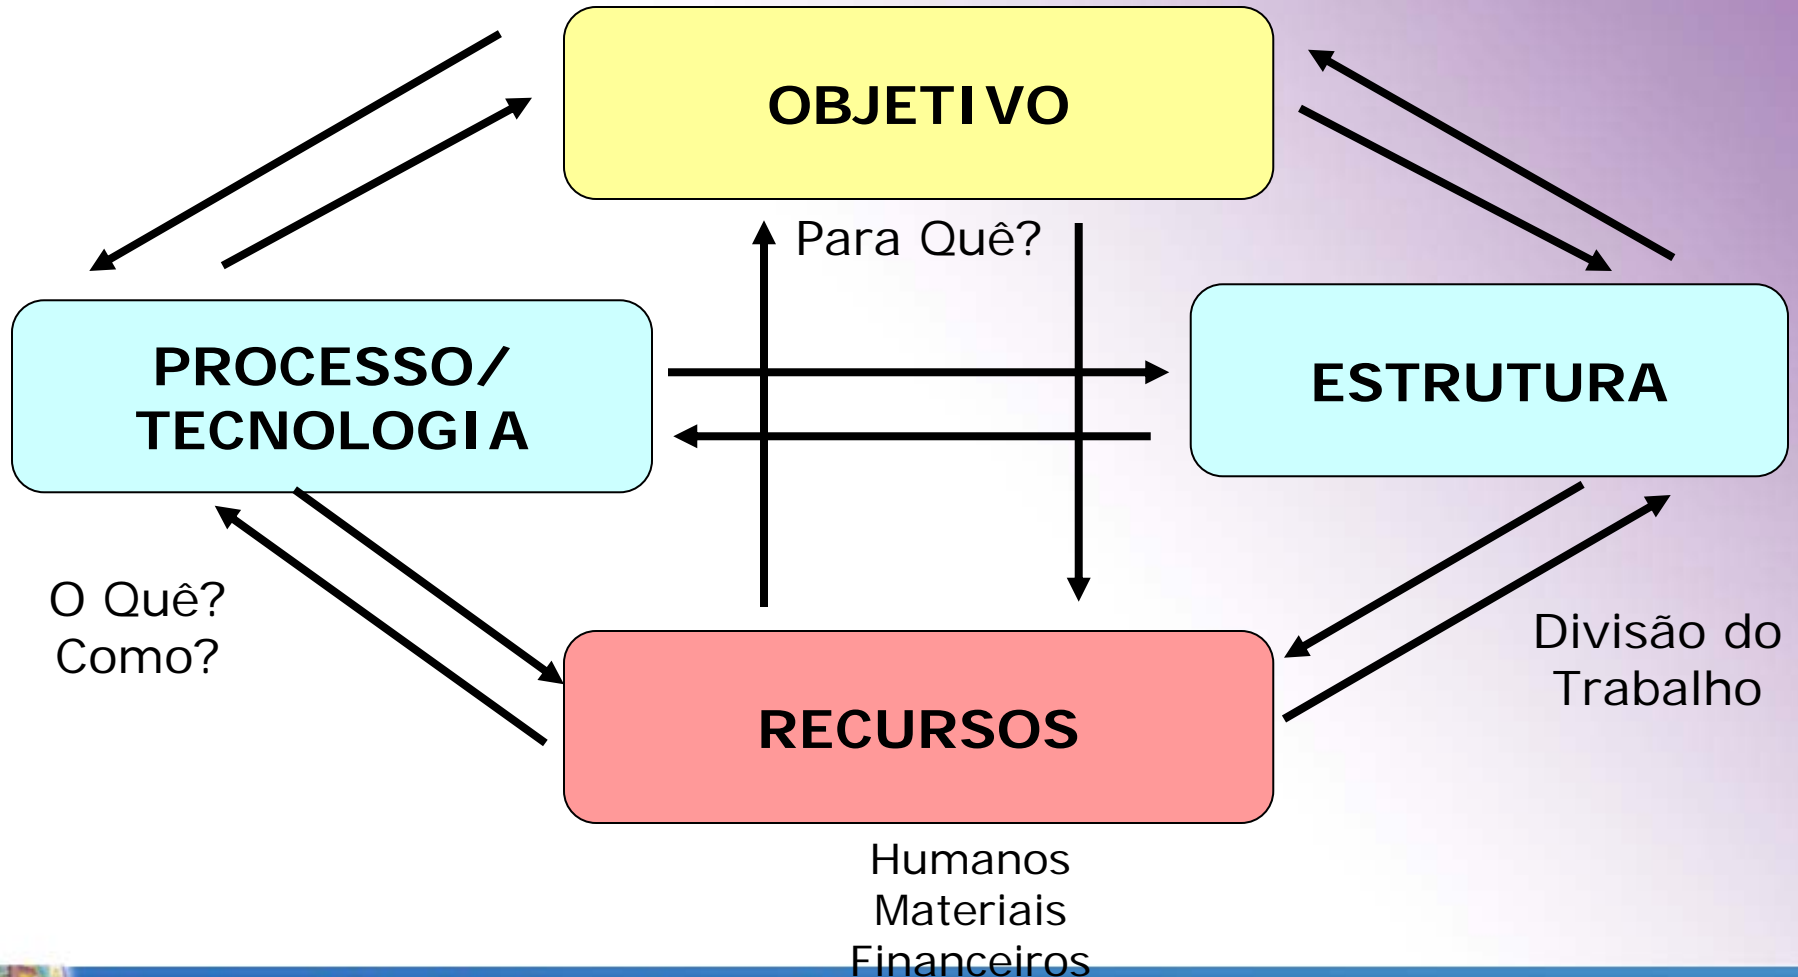 OBJETIVO
Para Quê?
PROCESSO/
TECNOLOGIA
ESTRUTURA
O Quê?
Como?
Divisão do
Trabalho
RECURSOS
Humanos
Materiais
Financeiros